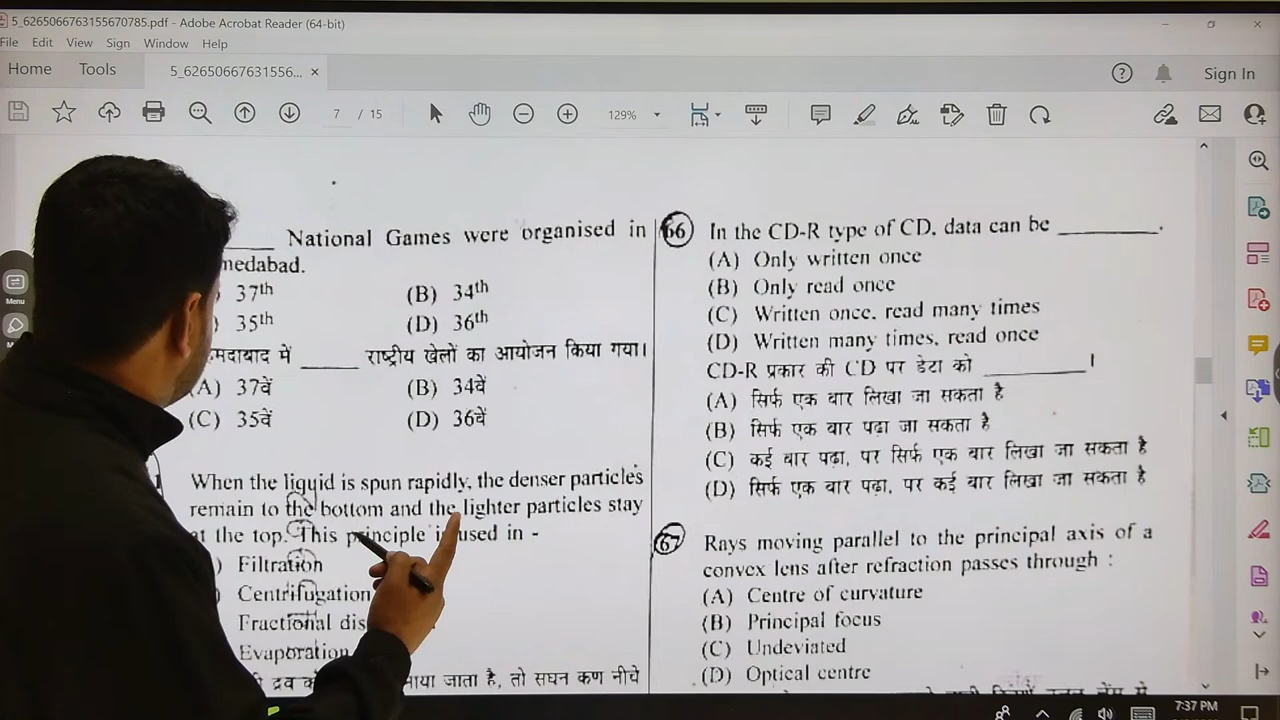 5_6265066763155670785.pdf - Adobe Acrobat Reader (64-bit)
File Edit View Sign Window Help
Home Tools 5_62650667631556... × Sign In
7 / 15 129%
Menu
National Games were organised in
medabad.
37th (B) 34th
35th (D) 36th
मदाबाद में ______ राष्ट्रीय खेलों का आयोजन किया गया।
(A) 37वें (B) 34वें
(C) 35वें (D) 36वें
When the liquid is spun rapidly, the denser particles
remain to the bottom and the lighter particles stay
at the top. This principle is used in -
) Filtration
Centrifugation
Fractional dis
Evaporation
द्रव को जाता है, तो सघन कण नीचे
66 In the CD-R type of CD, data can be __________.
(A) Only written once
(B) Only read once
(C) Written once, read many times
(D) Written many times, read once
CD-R प्रकार की CD पर डेटा को __________।
(A) सिर्फ एक बार लिखा जा सकता है
(B) सिर्फ एक बार पढ़ा जा सकता है
(C) कई बार पढ़ा, पर सिर्फ एक बार लिखा जा सकता है
(D) सिर्फ एक बार पढ़ा, पर कई बार लिखा जा सकता है
67 Rays moving parallel to the principal axis of a
convex lens after refraction passes through :
(A) Centre of curvature
(B) Principal focus
(C) Undeviated
(D) Optical centre
7:37 PM